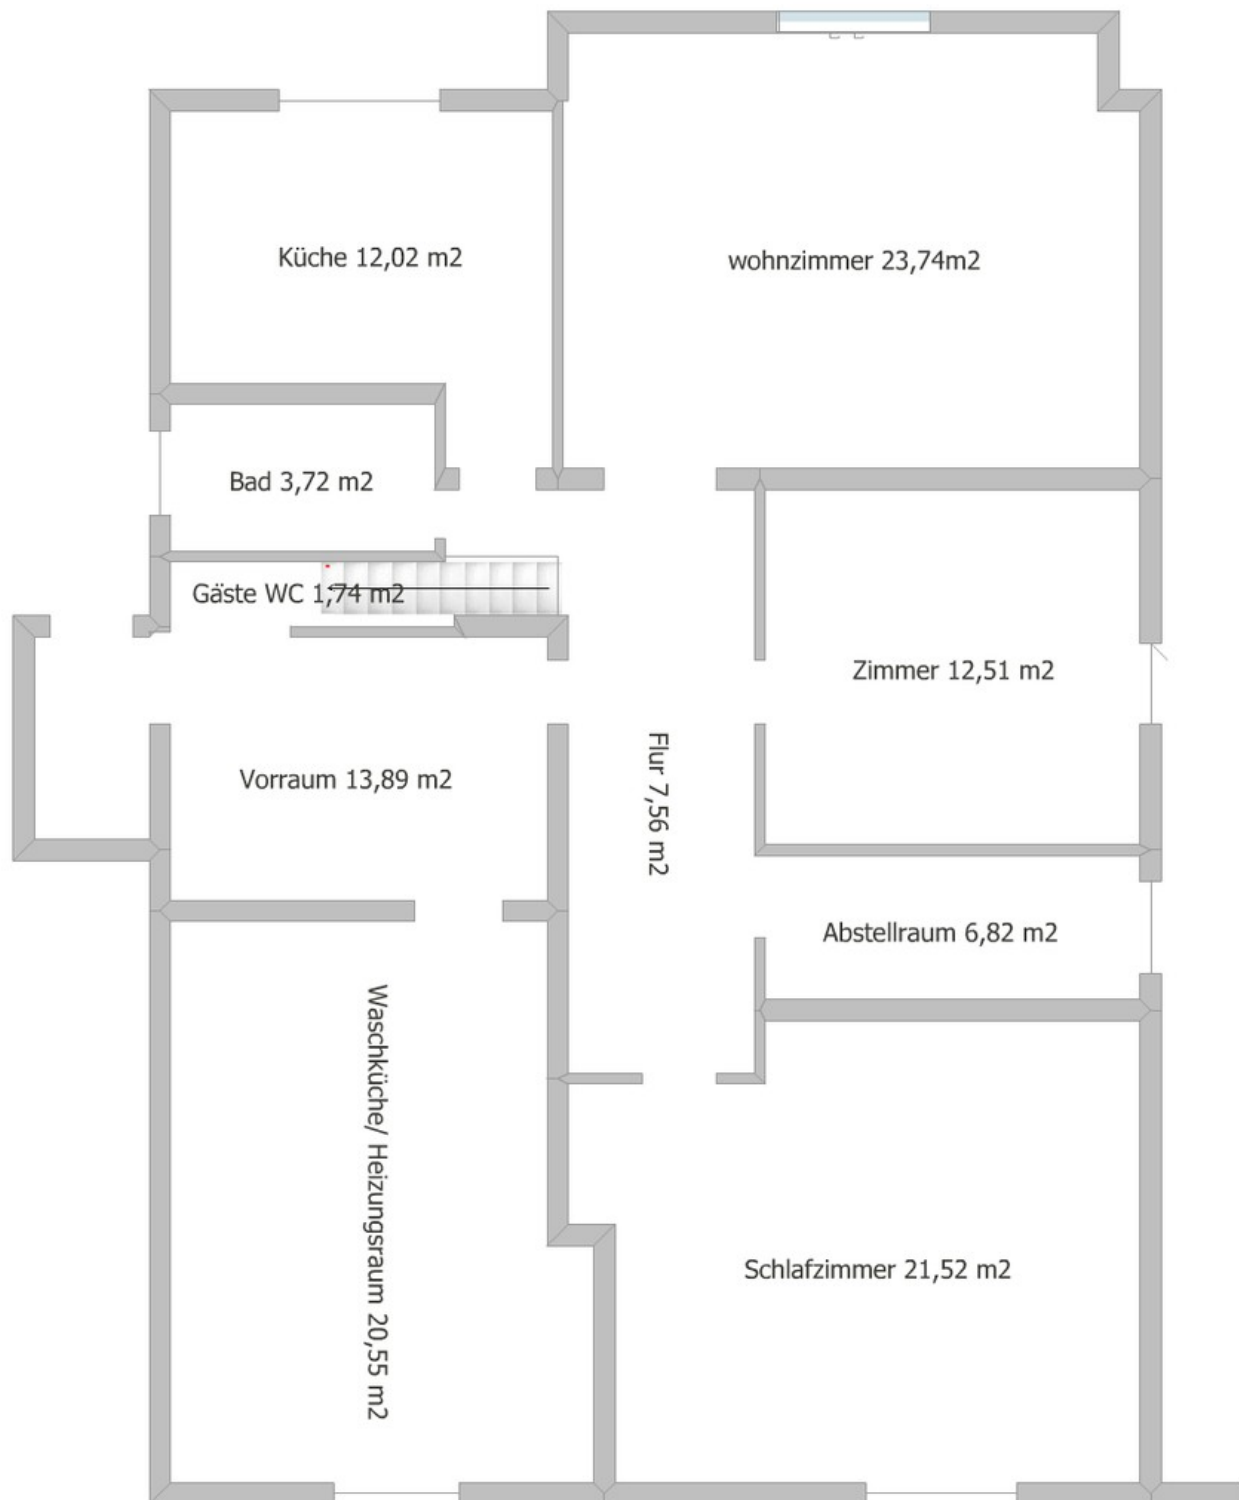 Küche 12,02 m2
wohnzimmer 23,74m2
Bad 3,72 m2
Gäste WC 1,74 m2
Zimmer 12,51 m2
Vorraum 13,89 m2
Flur 7,56 m2
Abstellraum 6,82 m2
Waschküche/ Heizungsraum 20,55 m2
Schlafzimmer 21,52 m2